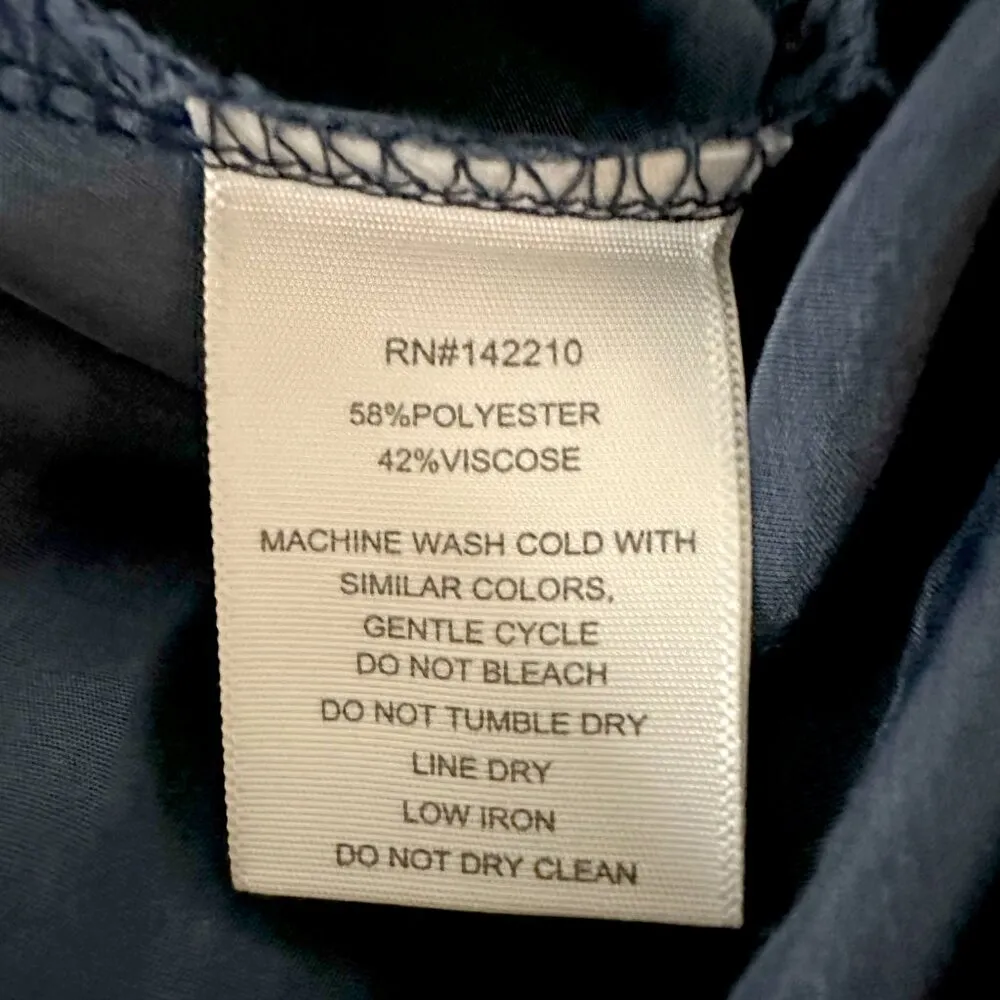 RN#142210
58%POLYESTER
42%VISCOSE
MACHINE WASH COLD WITH
SIMILAR COLORS,
GENTLE CYCLE
DO NOT BLEACH
DO NOT TUMBLE DRY
LINE DRY
LOW IRON
DO NOT DRY CLEAN